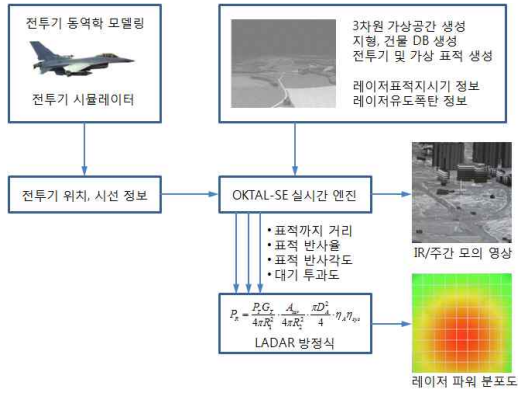 전투기 동역학 모델링
전투기 시뮬레이터
3차원 가상공간 생성
지형, 건물 DB 생성
전투기 및 가상 표적 생성
레이저표적지시기 정보
레이저유도폭탄 정보
전투기 위치, 시선 정보
OKTAL-SE 실시간 엔진
IR/주간 모의 영상
• 표적까지 거리
• 표적 반사율
• 표적 반사각도
• 대기 투과도
LADAR 방정식
레이저 파워 분포도